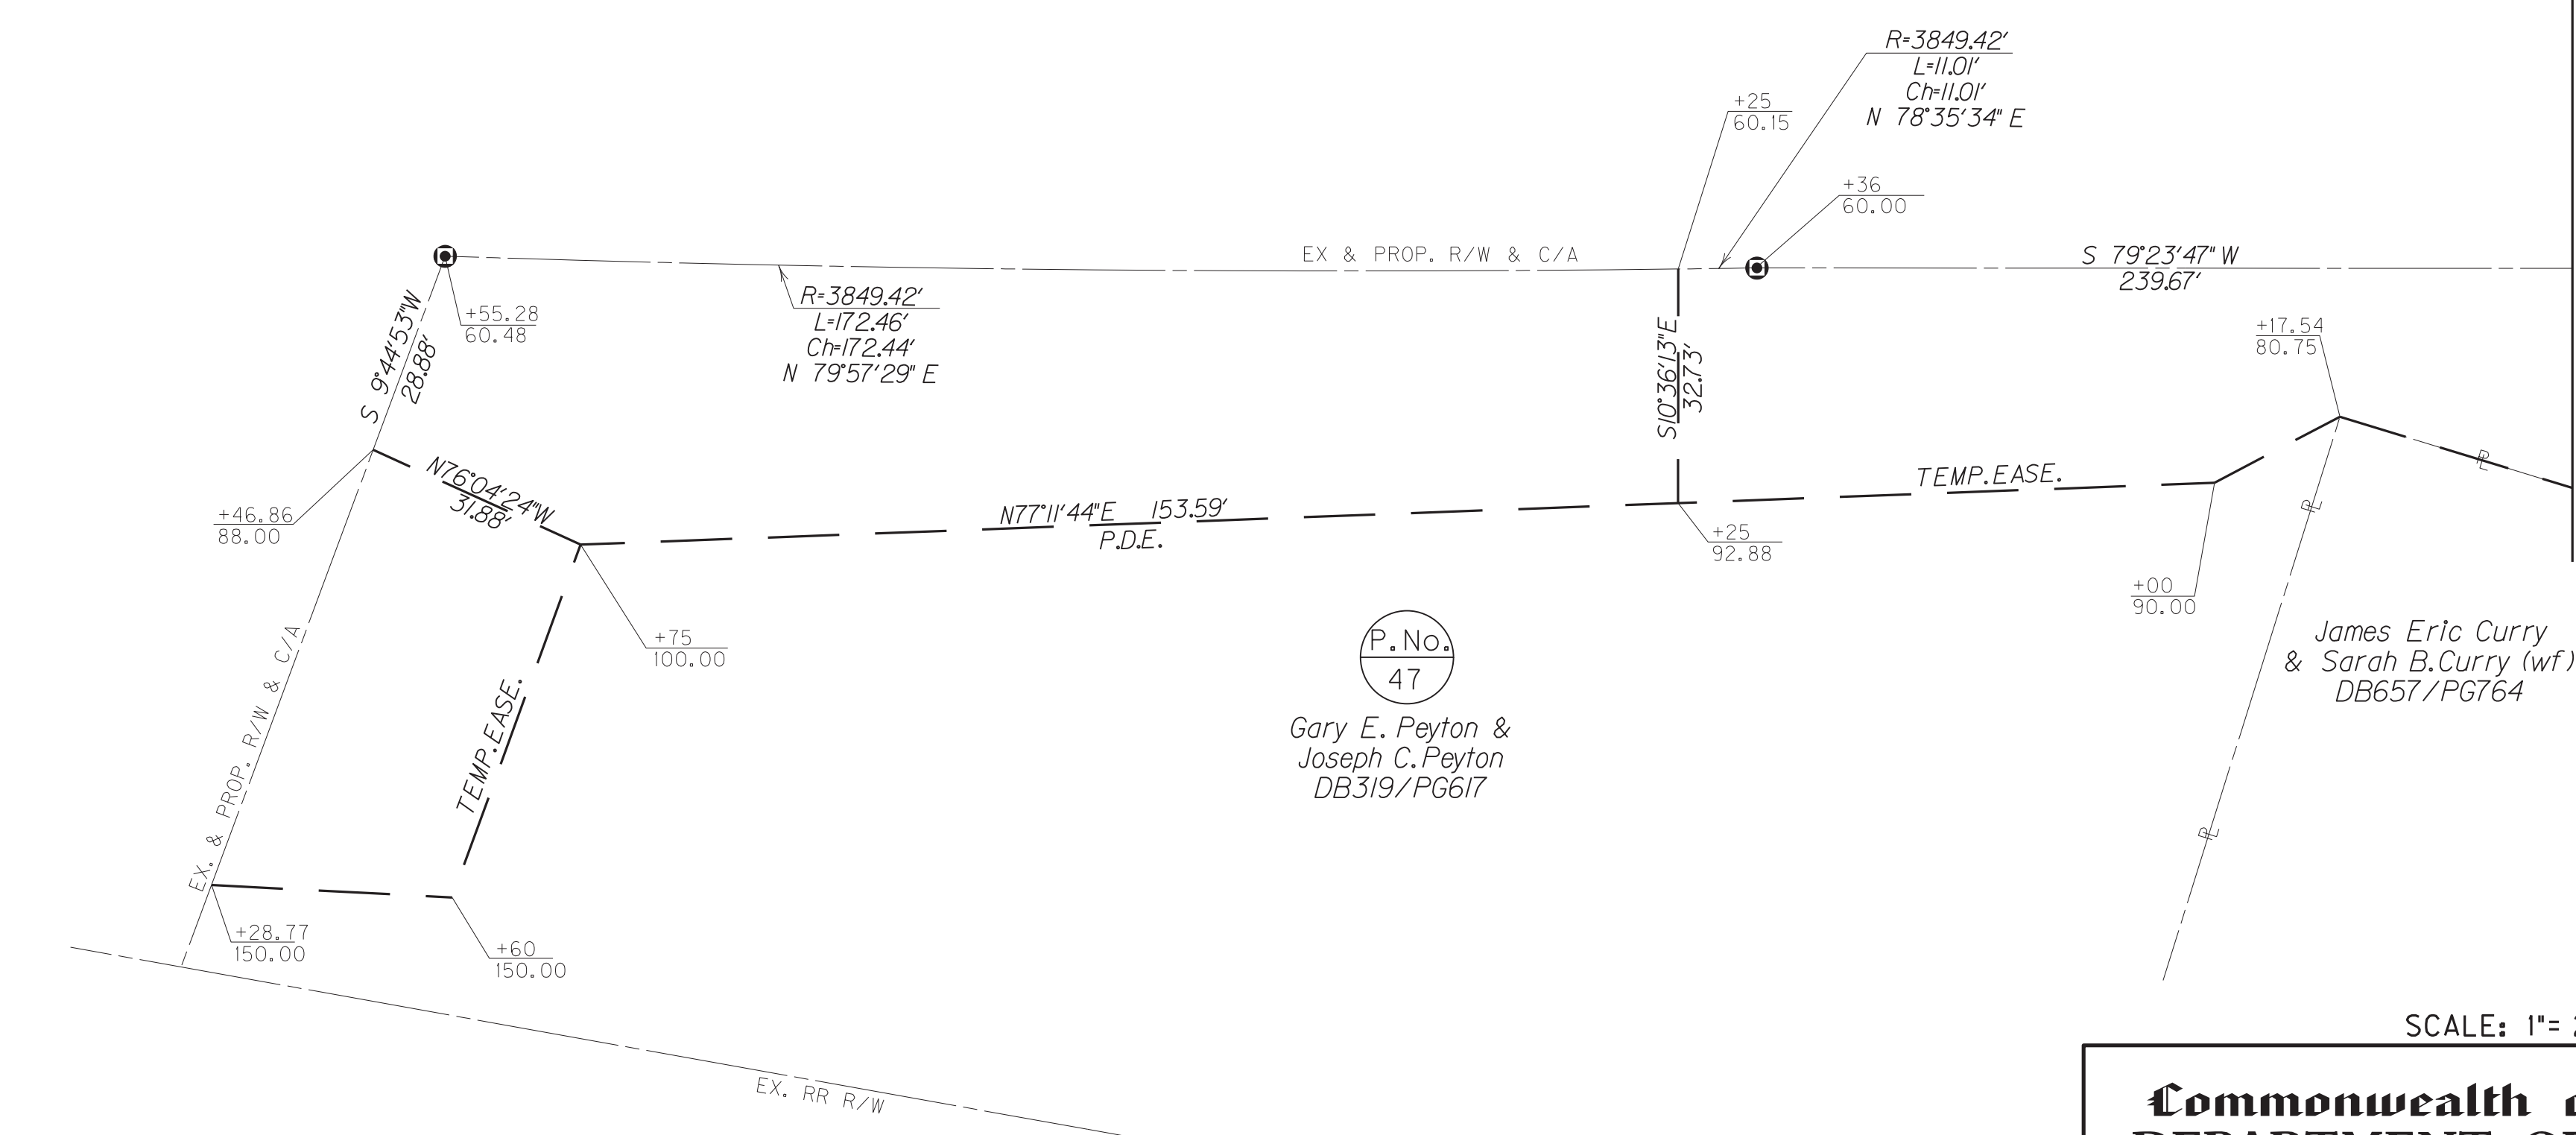 R=3849.42'
L=11.01'
Ch=11.01'
N 78°35'34" E
+25
60.15
+36
60.00
EX & PROP. R/W & C/A
S 79°23'47" W
239.67'
+55.28
60.48
R=3849.42'
L=172.46'
Ch=172.44'
N 79°57'29" E
S 9°44'53"W
28.88'
S10°36'13"E
32.73'
+17.54
80.75
N76°04'24"W
31.88'
+46.86
88.00
N77°11'44"E 153.59'
P.D.E.
TEMP.EASE.
PL
PL
+25
92.88
+00
90.00
+75
100.00
P.No.
47
Gary E. Peyton &
Joseph C.Peyton
DB319/PG617
James Eric Curry
& Sarah B.Curry (wf)
DB657/PG764
EX. & PROP. R/W & C/A
TEMP.EASE.
PL
+28.77
150.00
+60
150.00
EX. RR R/W
SCALE: 1"=
Commonwealth
DEPARTMENT